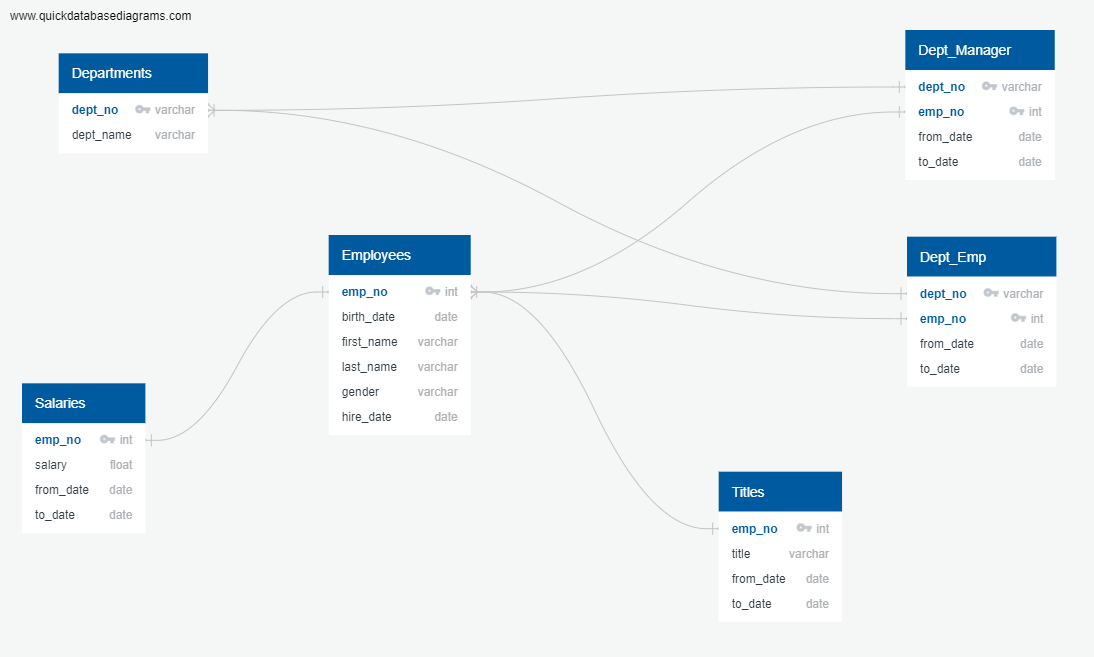 www.quickdatabasediagrams.com
Departments
dept_no varchar
dept_name varchar
Dept_Manager
dept_no varchar
emp_no int
from_date date
to_date date
Employees
emp_no int
birth_date date
first_name varchar
last_name varchar
gender varchar
hire_date date
Dept_Emp
dept_no varchar
emp_no int
from_date date
to_date date
Salaries
emp_no int
salary float
from_date date
to_date date
Titles
emp_no int
title varchar
from_date date
to_date date